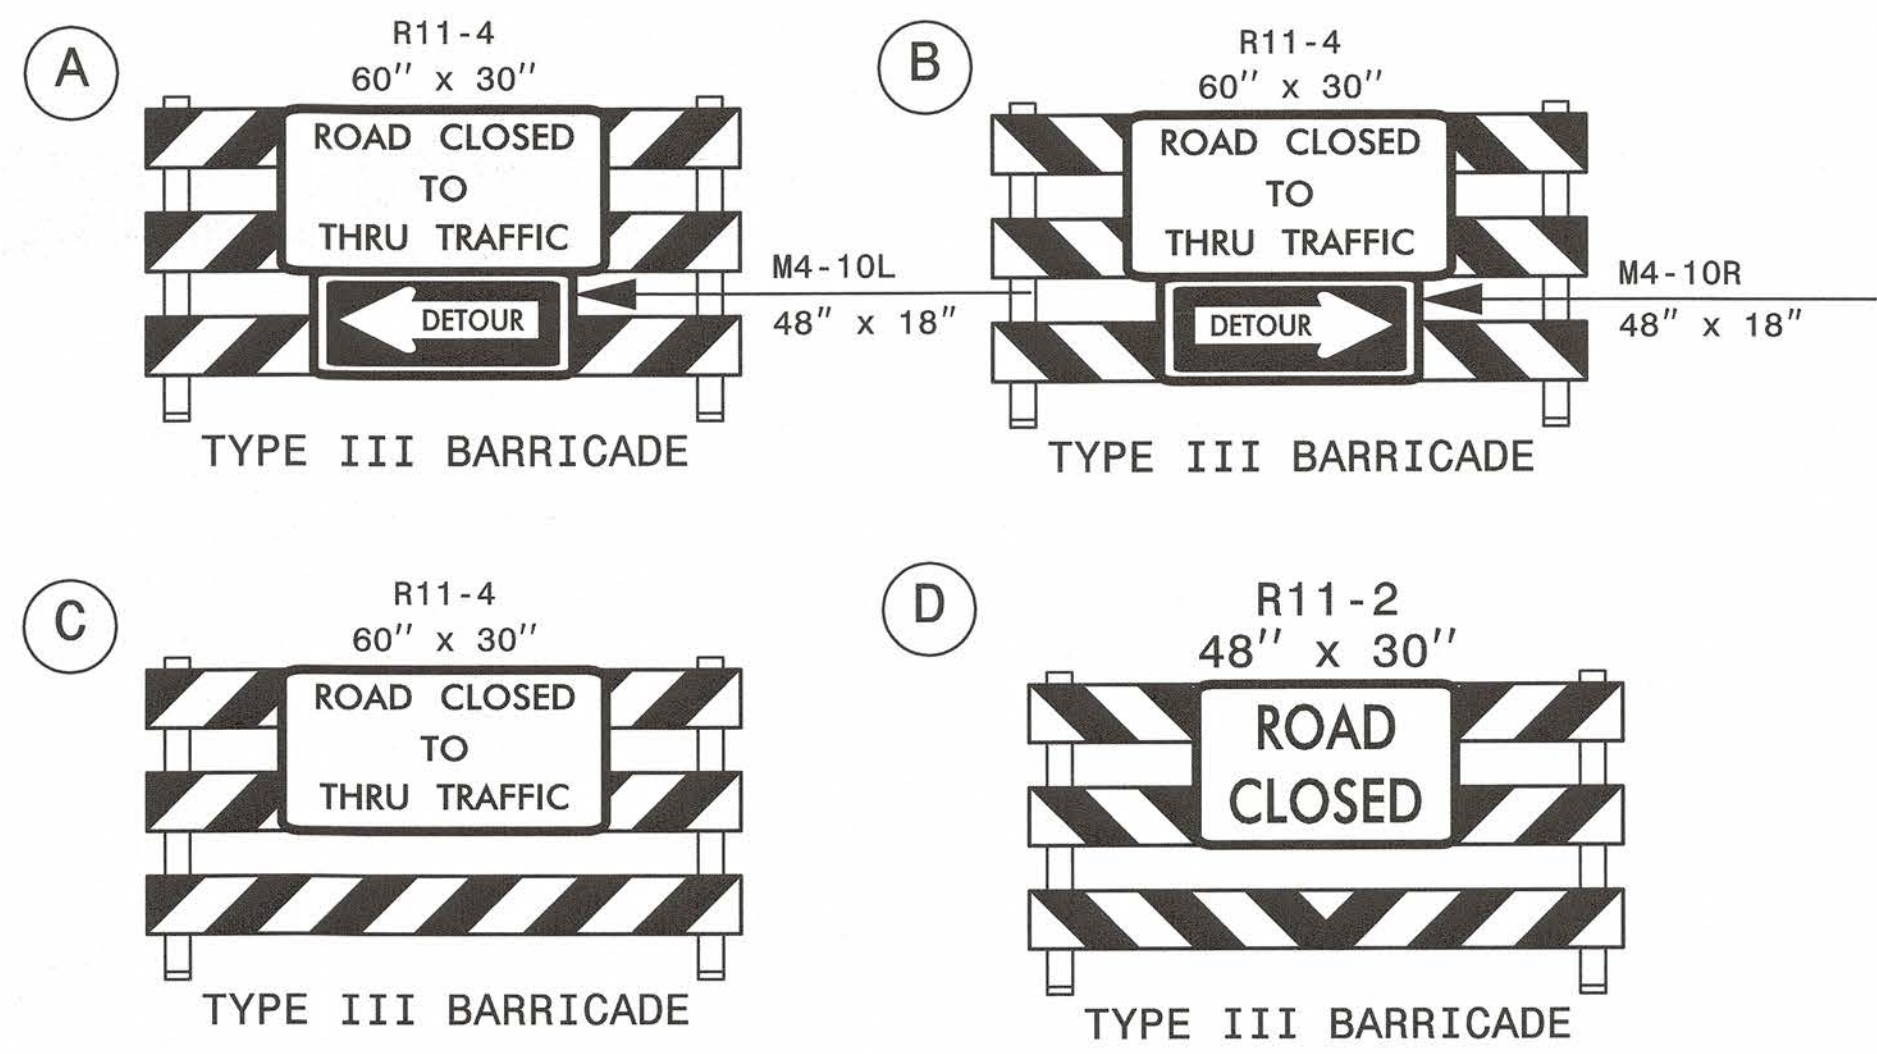 A
R11-4
60" x 30"
ROAD CLOSED
TO
THRU TRAFFIC
DETOUR
M4-10L
48" x 18"
TYPE III BARRICADE
B
R11-4
60" x 30"
ROAD CLOSED
TO
THRU TRAFFIC
DETOUR
M4-10R
48" x 18"
TYPE III BARRICADE
C
R11-4
60" x 30"
ROAD CLOSED
TO
THRU TRAFFIC
TYPE III BARRICADE
D
R11-2
48" x 30"
ROAD
CLOSED
TYPE III BARRICADE